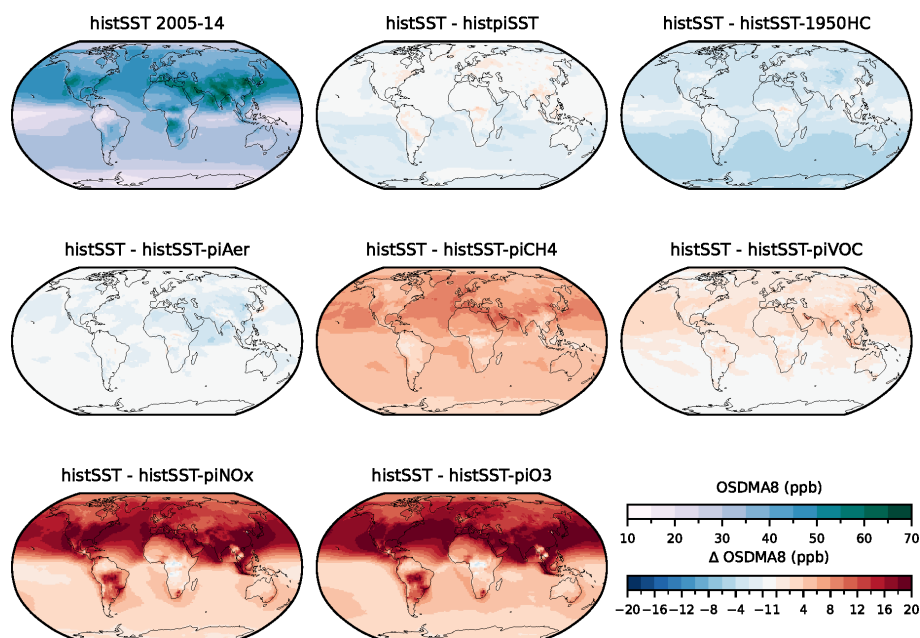 histSST 2005-14
histSST - histpiSST
histSST - histSST-1950HC
histSST - histSST-piAer
histSST - histSST-piCH4
histSST - histSST-piVOC
histSST - histSST-piNOx
histSST - histSST-piO3
OSDMA8 (ppb)
10 20 30 40 50 60 70
Δ OSDMA8 (ppb)
−20 −16 −12 −8 −4 −11 4 8 12 16 20